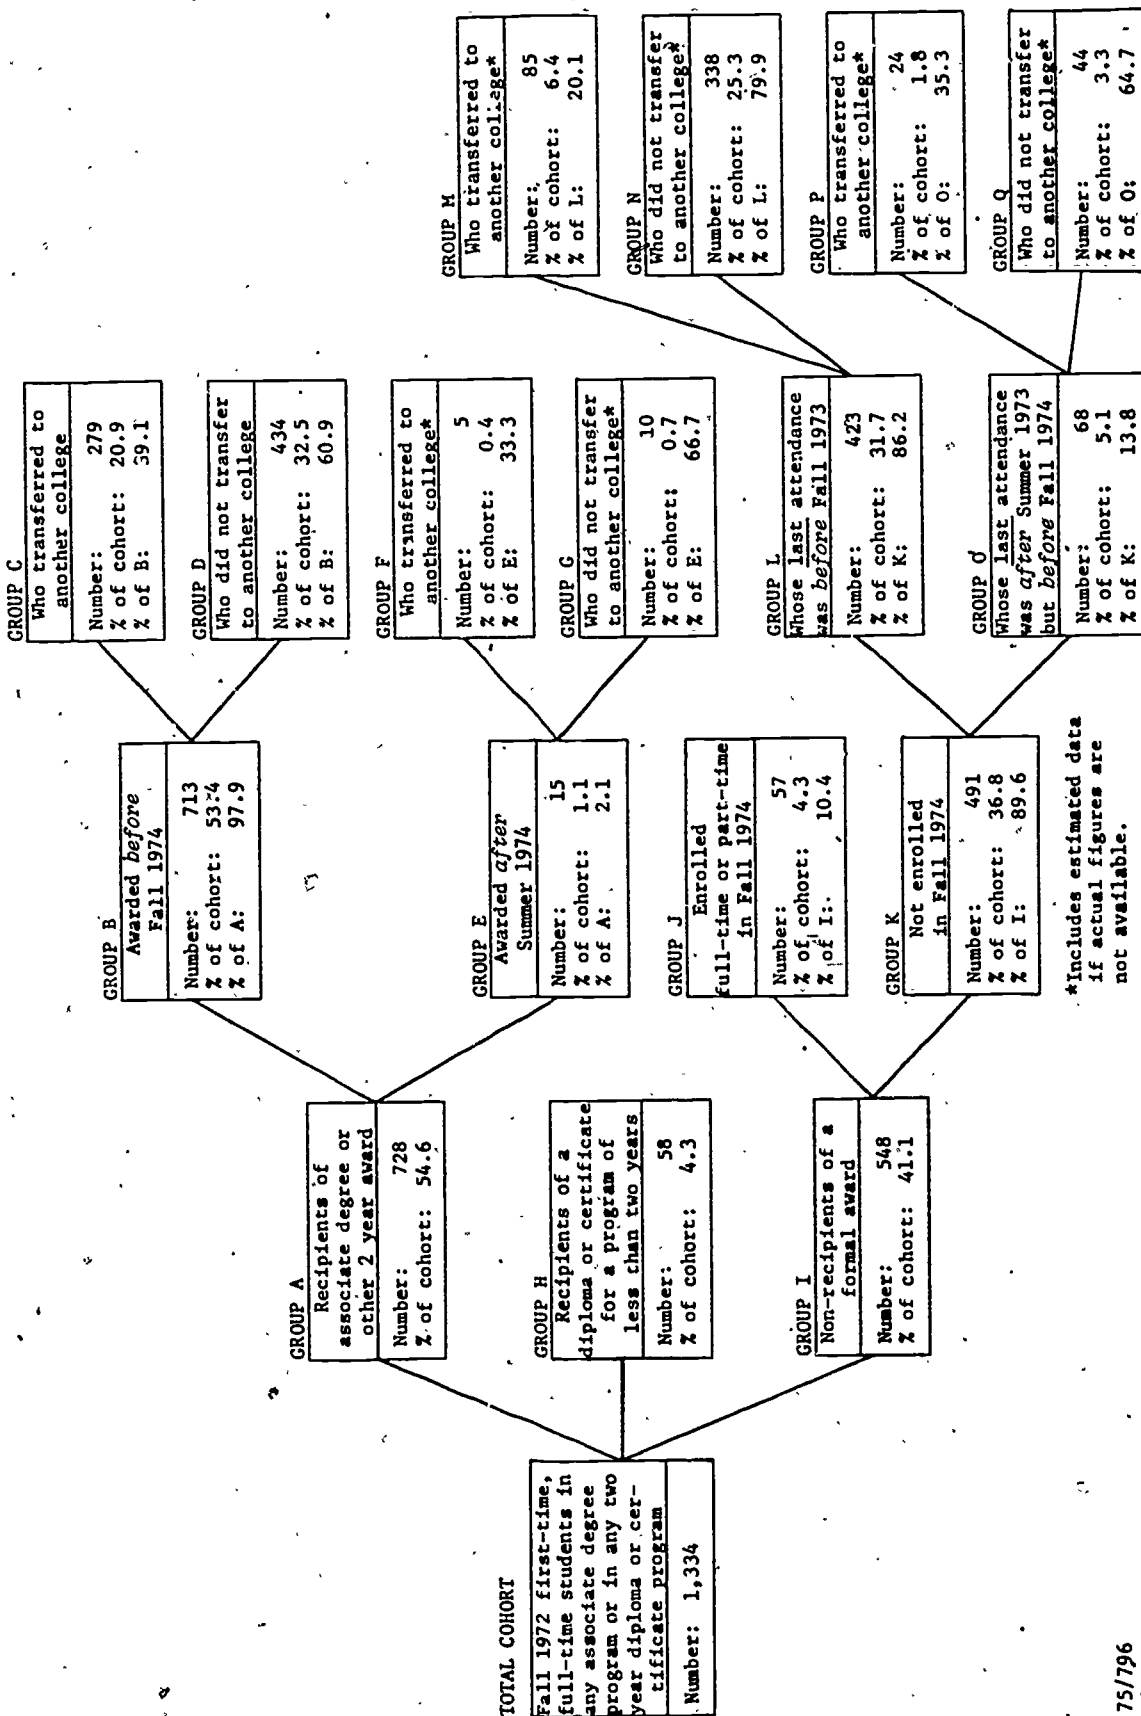 TOTAL COHORT
Fall 1972 first-time,
full-time students in
any associate degree
program or in any two
year diploma or cer-
tificate program
Number: 1,334
GROUP A
Recipients of
associate degree or
other 2 year award
Number: 728
% of cohort: 54.6
GROUP H
Recipients of a
diploma or certificate
for a program of
less than two years
Number: 58
% of cohort: 4.3
GROUP I
Non-recipients of a
formal award
Number: 548
% of cohort: 41.1
GROUP B
Awarded before
Fall 1974
Number: 713
% of cohort: 53.4
% of A: 97.9
GROUP E
Awarded after
Summer 1974
Number: 15
% of cohort: 1.1
% of A: 2.1
GROUP J
Enrolled
full-time or part-time
in Fall 1974
Number: 57
% of cohort: 4.3
% of I: 10.4
GROUP K
Not enrolled
in Fall 1974
Number: 491
% of cohort: 36.8
% of I: 89.6
GROUP C
Who transferred to
another college
Number: 279
% of cohort: 20.9
% of B: 39.1
GROUP D
Who did not transfer
to another college
Number: 434
% of cohort: 32.5
% of B: 60.9
GROUP F
Who transferred to
another college*
Number: 5
% of cohort: 0.4
% of E: 33.3
GROUP G
Who did not transfer
to another college*
Number: 10
% of cohort: 0.7
% of E: 66.7
GROUP L
Whose last attendance
was before Fall 1973
Number: 423
% of cohort: 31.7
% of K: 86.2
GROUP O
Whose last attendance
was after Summer 1973
but before Fall 1974
Number: 68
% of cohort: 5.1
% of K: 13.8
GROUP M
Who transferred to
another college*
Number: 85
% of cohort: 6.4
% of L: 20.1
GROUP N
Who did not transfer
to another college*
Number: 338
% of cohort: 25.3
% of L: 79.9
GROUP P
Who transferred to
another college*
Number: 24
% of cohort: 1.8
% of O: 35.3
GROUP Q
Who did not transfer
to another college*
Number: 44
% of cohort: 3.3
% of O: 64.7
*Includes estimated data
if actual figures are
not available.
75/796